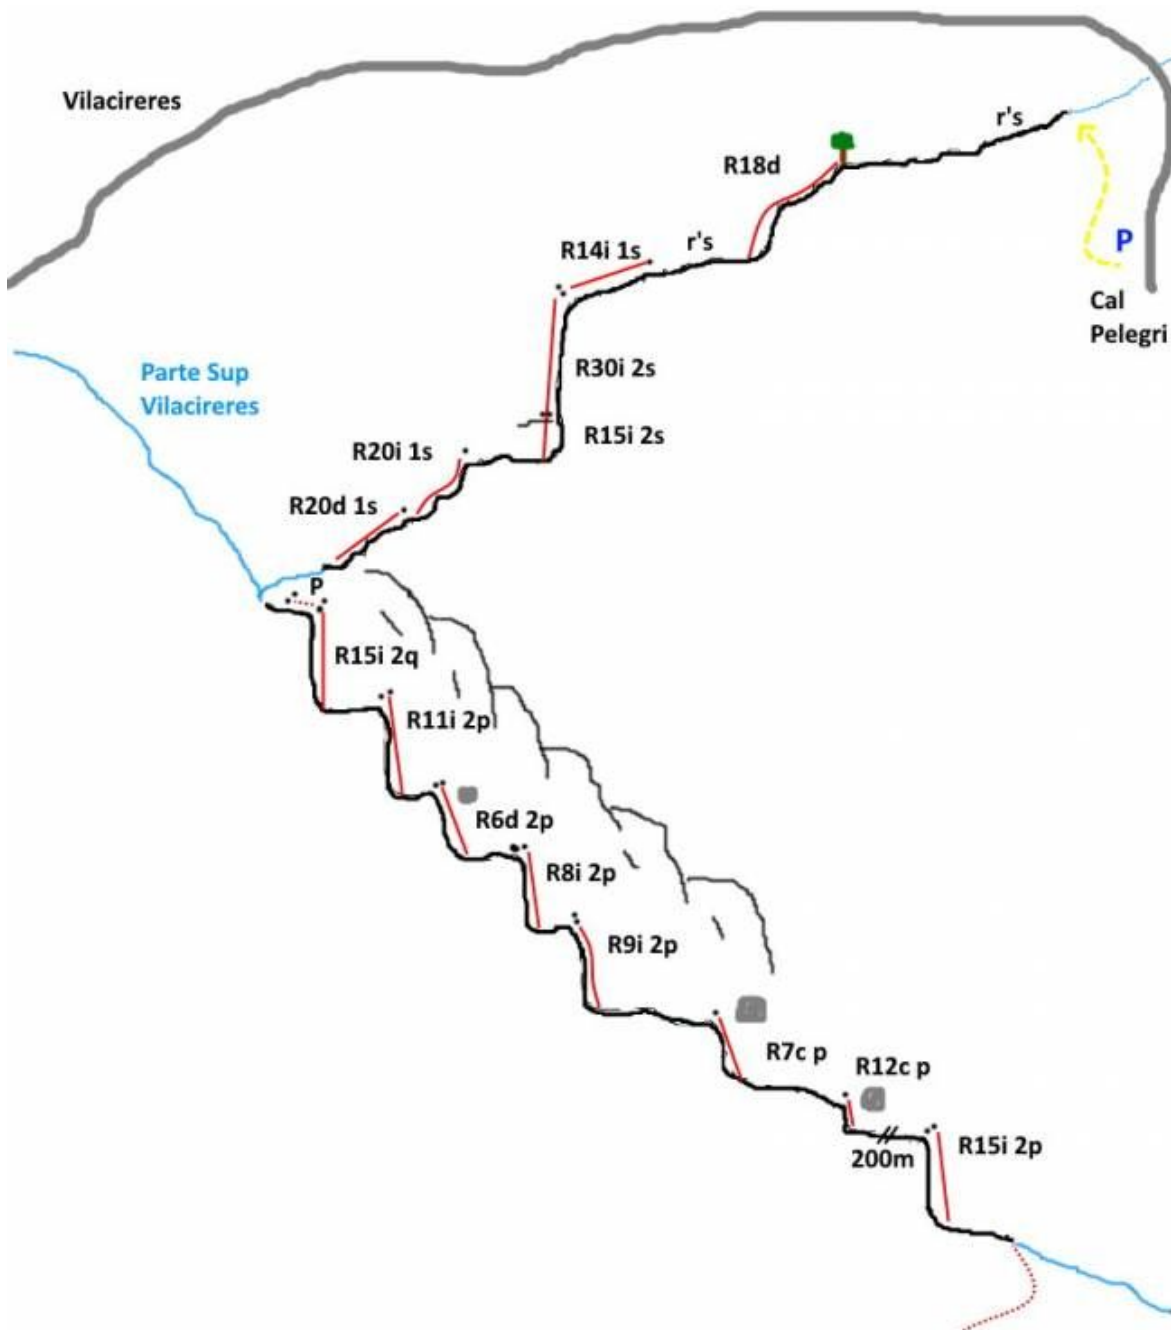 Vilacireres
r's
R18d
P
r's
R14i 1s
Cal
Pelegri
R30i 2s
Parte Sup
Vilacireres
R15i 2s
R20i 1s
R20d 1s
P
R15i 2q
R11i 2p
R6d 2p
R8i 2p
R9i 2p
R7c p
R12c p
R15i 2p
200m